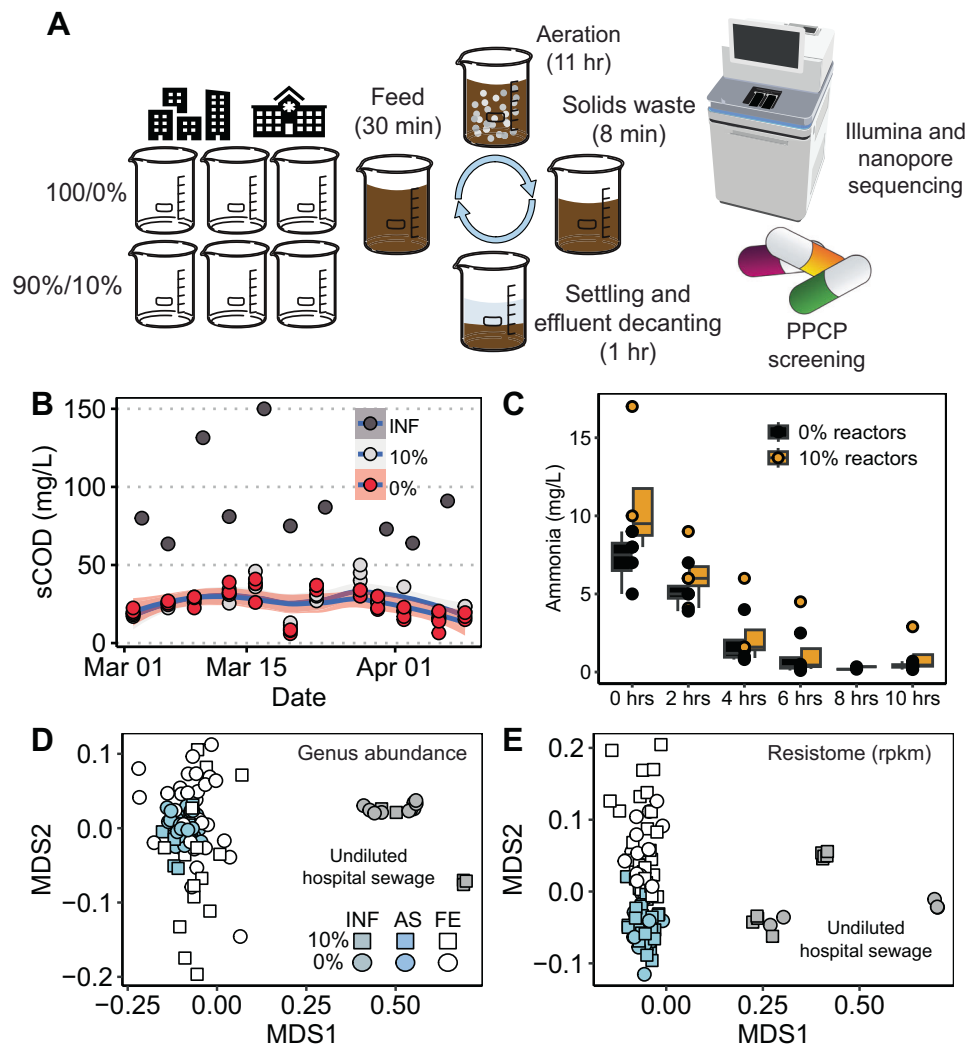 A
Feed
(30 min)
Aeration
(11 hr)
Solids waste
(8 min)
Settling and
effluent decanting
(1 hr)
100/0%
90%/10%
Illumina and
nanopore
sequencing
PPCP
screening
B
sCOD (mg/L)
150
100
50
0
INF
10%
0%
Mar 01
Mar 15
Apr 01
Date
C
Ammonia (mg/L)
15
10
5
0
0% reactors
10% reactors
0 hrs
2 hrs
4 hrs
6 hrs
8 hrs
10 hrs
D
Genus abundance
MDS2
0.1
0.0
−0.1
−0.2
Undiluted
hospital sewage
INF AS FE
10%
0%
−0.25
0.00
0.25
0.50
MDS1
E
Resistome (rpkm)
MDS2
0.2
0.1
0.0
−0.1
Undiluted
hospital sewage
0.00
0.25
0.50
MDS1